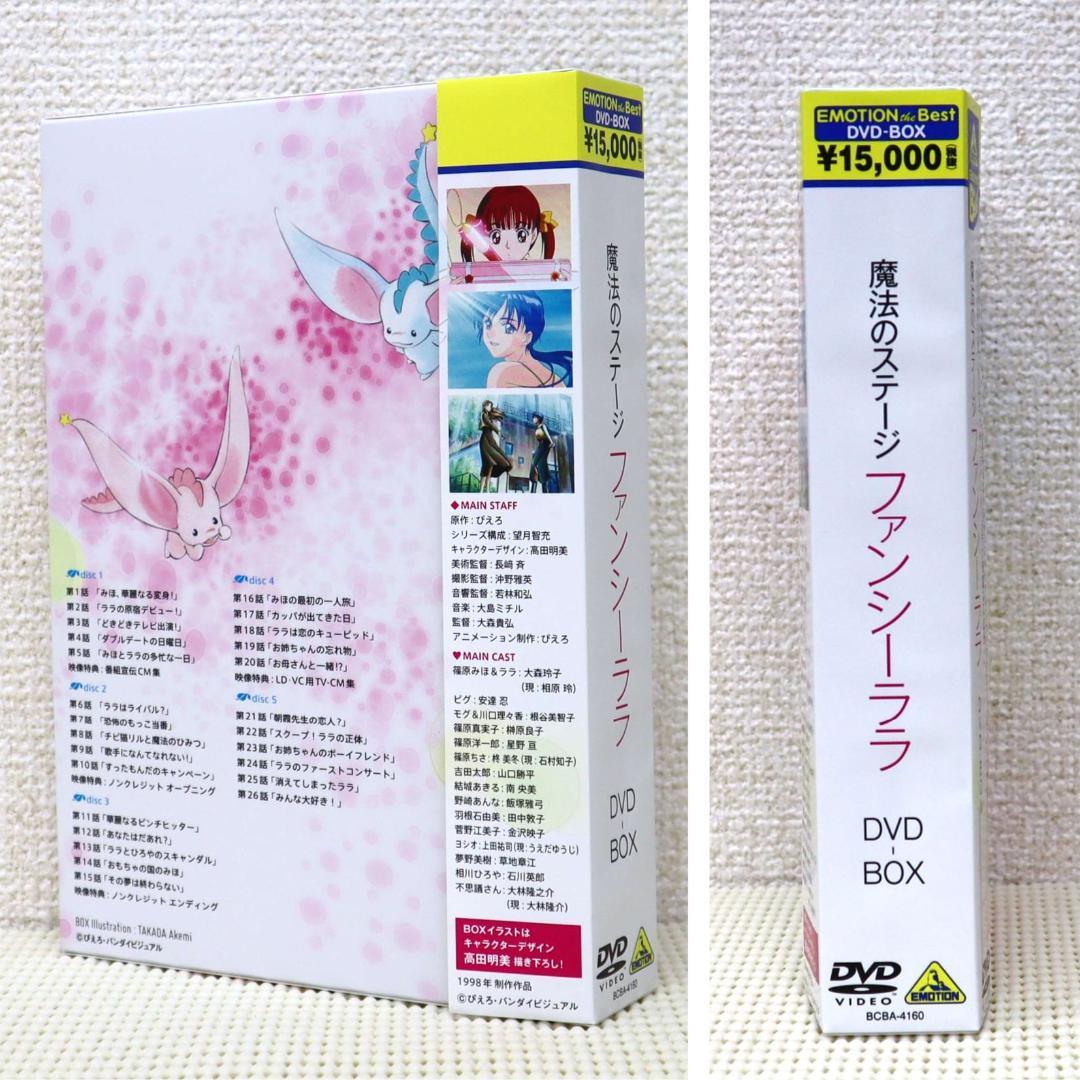 disc 1
第1話 「みほ、華麗なる変身!」
第2話 「ララの原宿デビュー!」
第3話 「どきどきテレビ出演!」
第4話 「ダブルデートの日曜日」
第5話 「みほとララの多忙な一日」
映像特典:番組宣伝CM集
disc 2
第6話 「ララはライバル?」
第7話 「恐怖のもっこ当番」
第8話 「チビ猫リルと魔法のひみつ」
第9話 「歌手になんてなれない!」
第10話「すったもんだのキャンペーン」
映像特典:ノンクレジット オープニング
disc 3
第11話「華麗なるピンチヒッター」
第12話「あなたはだあれ?」
第13話「ララとひろやのスキャンダル」
第14話「おもちゃの国のみほ」
第15話「その夢は終わらない」
映像特典:ノンクレジット エンディング
disc 4
第16話「みほの最初の一人旅」
第17話「カッパが出てきた日」
第18話「ララは恋のキューピッド」
第19話「お姉ちゃんの忘れ物」
第20話「お母さんと一緒!?」
映像特典:LD・VC用TV-CM集
disc 5
第21話「朝霞先生の恋人?」
第22話「スクープ!ララの正体」
第23話「お姉ちゃんのボーイフレンド」
第24話「ララのファーストコンサート」
第25話「消えてしまったララ」
第26話「みんな大好き!」
BOX Illustration : TAKADA Akemi
©ぴえろ・バンダイビジュアル
◆MAIN STAFF
原作:ぴえろ
シリーズ構成:望月智充
キャラクターデザイン:高田明美
美術監督:長崎 斉
撮影監督:沖野雅英
音響監督:若林和弘
音楽:大島ミチル
監督:大森貴弘
アニメーション制作:ぴえろ
♥MAIN CAST
篠原みほ&ララ:大森玲子
(現:相原 玲)
ピグ:安達 忍
モグ&川口理々香:根谷美智子
篠原真実子:榊原良子
篠原洋一郎:星野 亘
篠原ちさ:柊 美冬(現:石村知子)
吉田太郎:山口勝平
結城あきる:南 央美
野崎あんな:飯塚雅弓
羽根石由美:田中敦子
菅野江美子:金沢映子
ヨシオ:上田祐司(現:うえだゆうじ)
夢野美樹:草地章江
相川ひろや:石川英郎
不思議さん:大林隆之介
(現:大林隆介)
BOXイラストは
キャラクターデザイン
高田明美 描き下ろし!
1998年 制作作品
©ぴえろ・バンダイビジュアル
EMOTION the Best
DVD-BOX
¥15,000(税抜)
魔法のステージ ファンシーララ
DVD-BOX
DVD
VIDEO
EMOTION
BCBA-4160
EMOTION the Best
DVD-BOX
¥15,000(税抜)
魔法のステージ ファンシーララ
DVD-BOX
DVD
VIDEO™
EMOTION
BCBA-4160